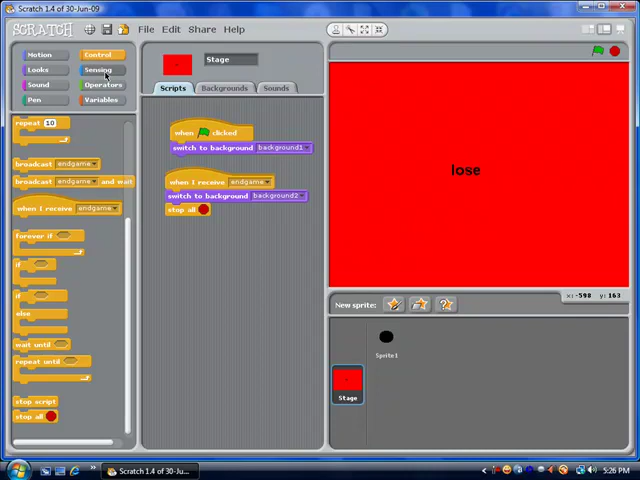 Scratch 1.4 of 30-Jun-09
SCRATCH
File Edit Share Help
Motion
Control
Looks
Sensing
Sound
Operators
Pen
Variables
repeat 10
broadcast endgame
broadcast endgame and wait
when I receive endgame
forever if
if
if
else
wait until
repeat until
stop script
stop all
Stage
Scripts
Backgrounds
Sounds
when clicked
switch to background background1
when I receive endgame
switch to background background2
stop all
lose
x: -598 y: 163
New sprite:
Sprite1
Stage
Scratch 1.4 of 30-Ju...
5:26 PM